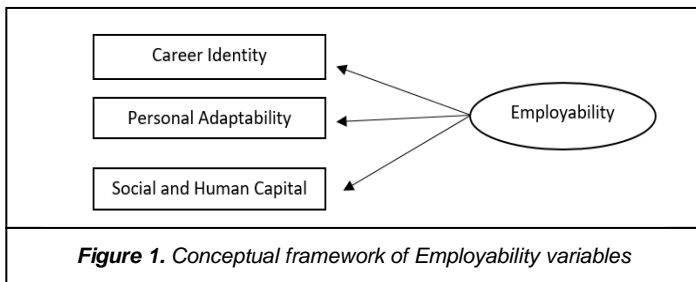 Career Identity
Personal Adaptability
Employability
Social and Human Capital
Figure 1. Conceptual framework of Employability variables